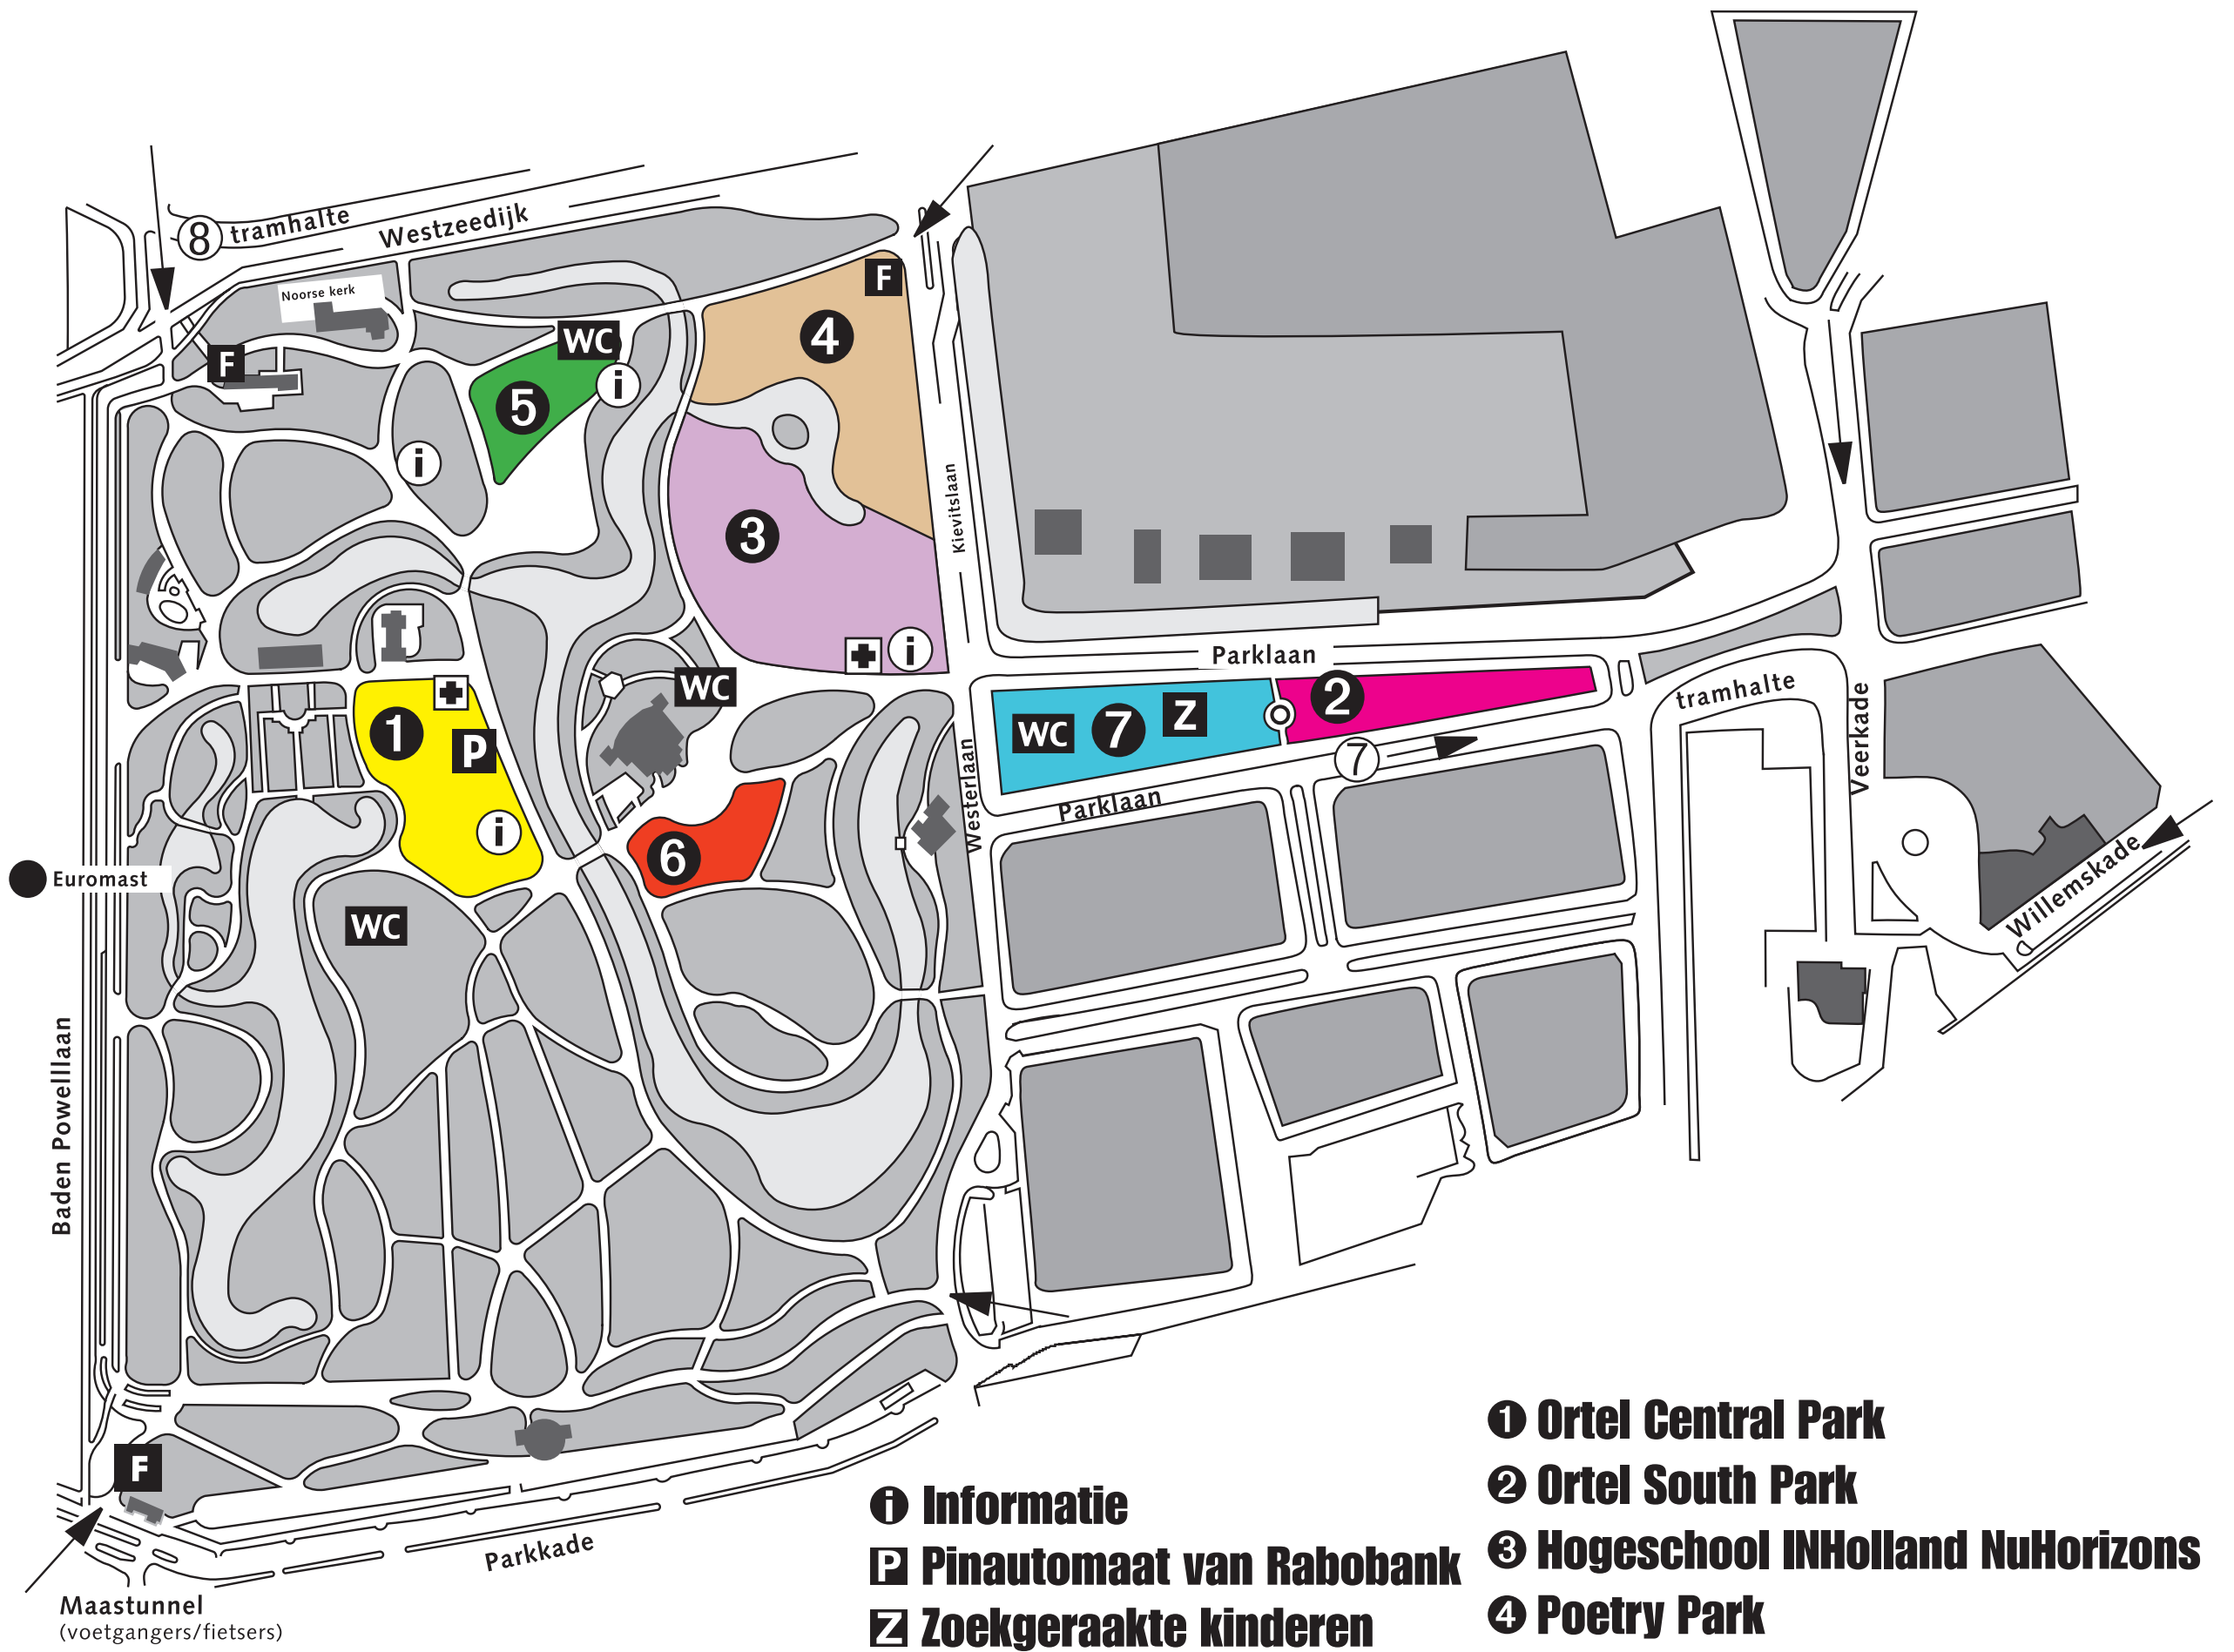 8 tramhalte
Westzeedijk
Noorse kerk
F
F
WC
4
5
i
i
3
Kievitslaan
i
Parklaan
WC
2
tramhalte
1
P
WC
7
Z
7
Veerkade
Westerlaan
Parklaan
i
6
Euromast
WC
Willemskade
Baden Powelllaan
F
Parkkade
Maastunnel
(voetgangers/fietsers)
i Informatie
P Pinautomaat van Rabobank
Z Zoekgeraakte kinderen
1 Ortel Central Park
2 Ortel South Park
3 Hogeschool INHolland NuHorizons
4 Poetry Park